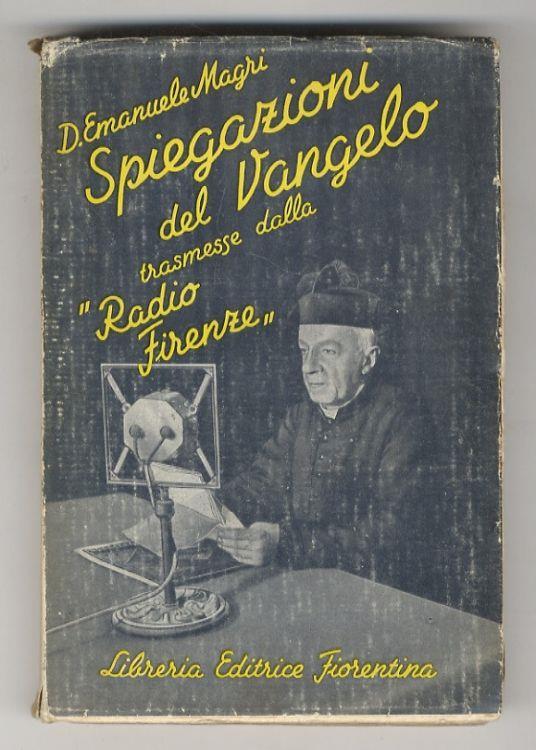 D. Emanuele Magri
Spiegazioni
del Vangelo
trasmesse dalla
"Radio
Firenze"
Libreria Editrice Fiorentina